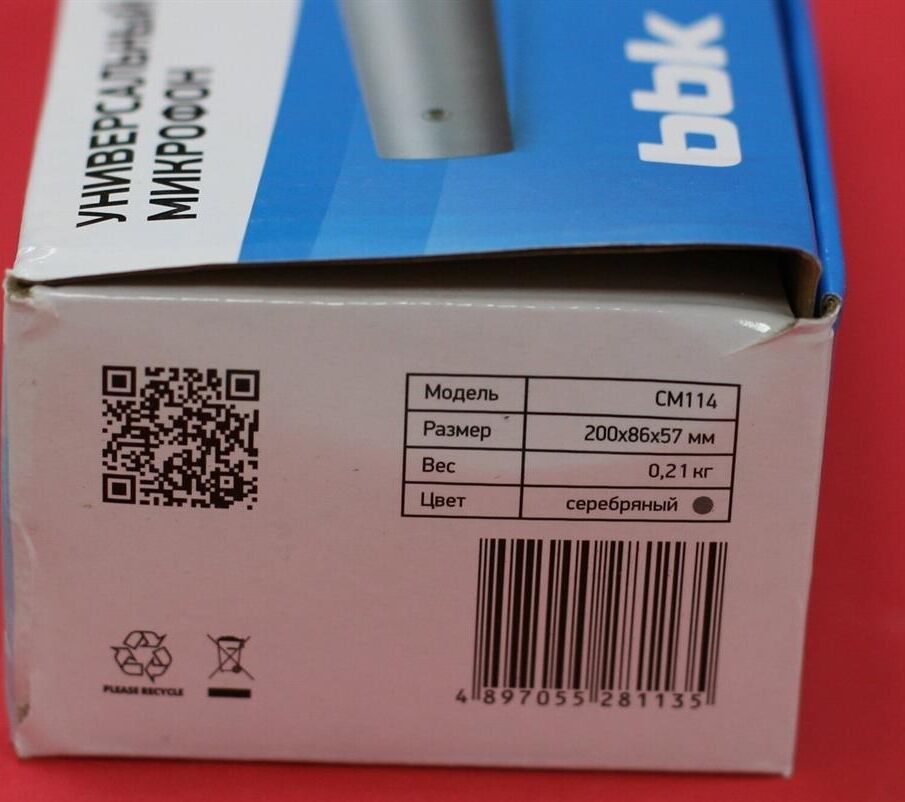 УНИВЕРСАЛЬНЫЙ
МИКРОФОН
bbk
Модель CM114
Размер 200x86x57 мм
Вес 0,21 кг
Цвет серебряный
PLEASE RECYCLE
4 897055 281135